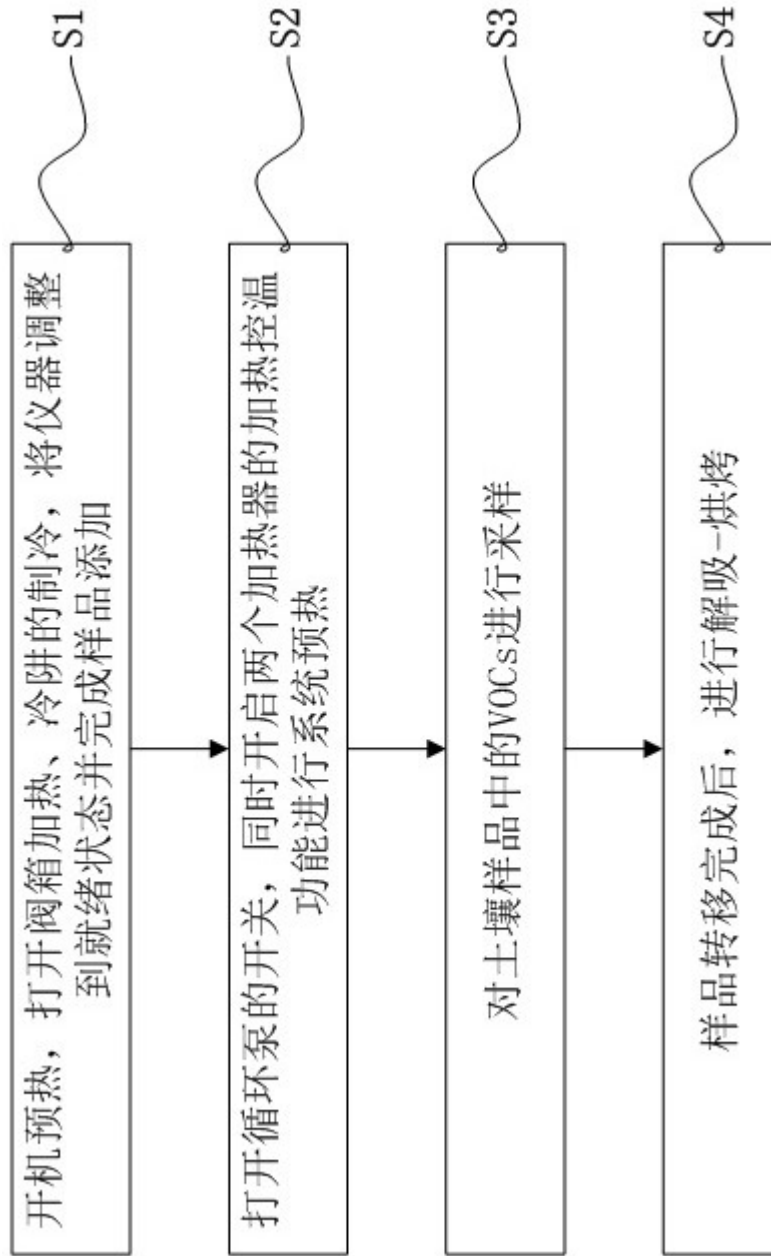 S1
开机预热，打开阀箱加热、冷阱的制冷，将仪器调整
到就绪状态并完成样品添加
S2
打开循环泵的开关，同时开启两个加热器的加热控温
功能进行系统预热
S3
对土壤样品中的VOCs进行采样
S4
样品转移完成后，进行解吸-烘烤